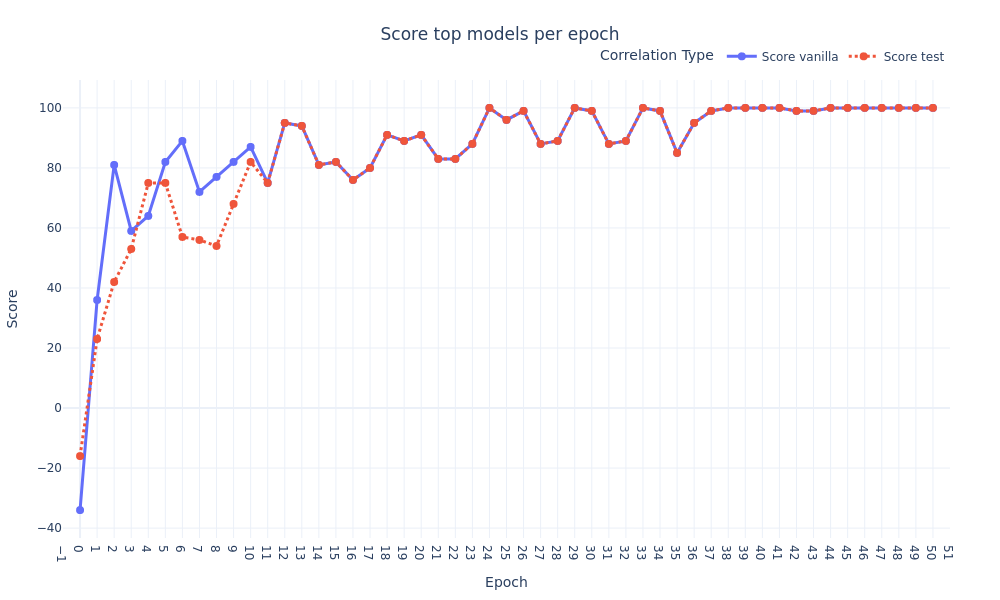 Score top models per epoch
Correlation Type Score vanilla Score test
100
80
60
40
20
0
−20
−40
Score
−1 0 1 2 3 4 5 6 7 8 9 10 11 12 13 14 15 16 17 18 19 20 21 22 23 24 25 26 27 28 29 30 31 32 33 34 35 36 37 38 39 40 41 42 43 44 45 46 47 48 49 50 51
Epoch